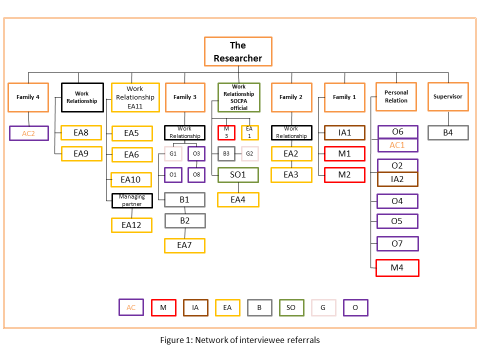 The
Researcher
Family 4
Work
Relationship
Work
Relationship
EA11
Family 3
Work
Relationship
SOCPA
official
Family 2
Family 1
Personal
Relation
Supervisor
AC2
EA8
EA5
Work
Relationship
M
3
EA
1
Work
Relationship
IA1
O6
B4
AC1
EA9
EA6
G1
O3
B3
G2
EA2
M1
O2
EA10
O1
O8
SO1
EA3
M2
IA2
Managing
partner
B1
EA4
O4
EA12
B2
O5
EA7
O7
M4
AC
M
IA
EA
B
SO
G
O
Figure 1: Network of interviewee referrals